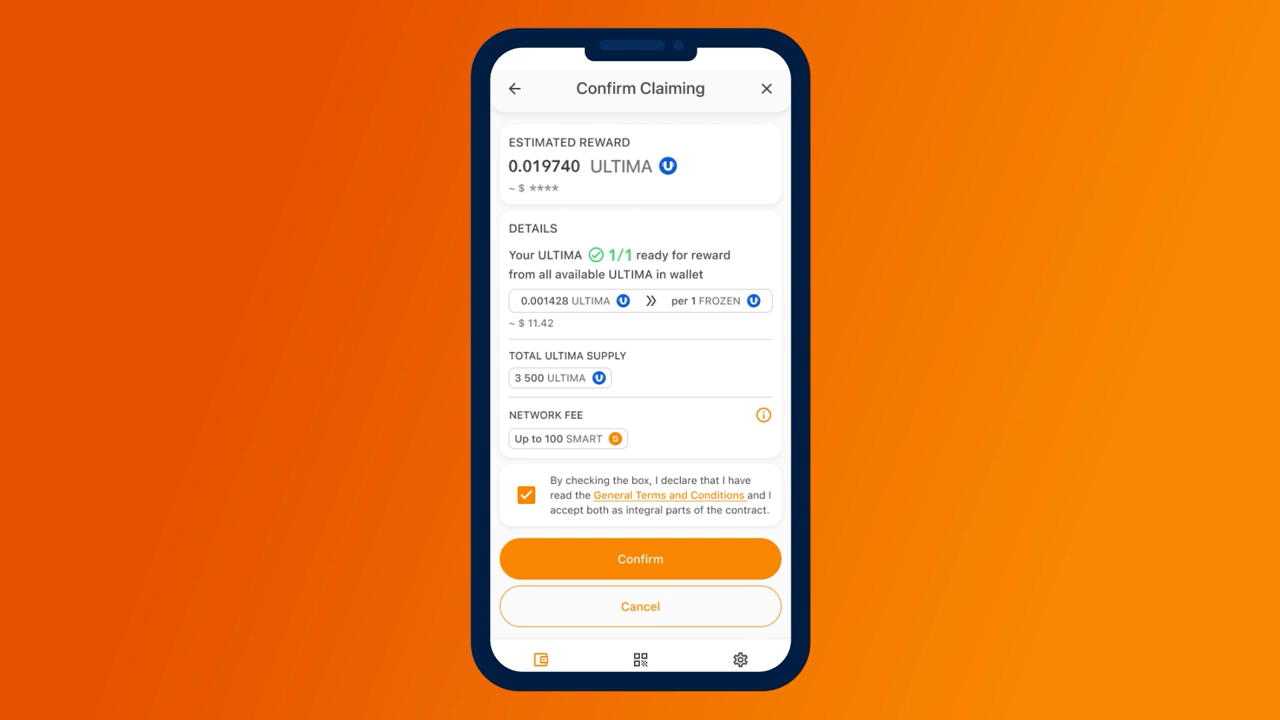 Confirm Claiming
ESTIMATED REWARD
0.019740 ULTIMA
~ $ ****
DETAILS
Your ULTIMA 1/1 ready for reward
from all available ULTIMA in wallet
0.001428 ULTIMA » per 1 FROZEN
~ $ 11.42
TOTAL ULTIMA SUPPLY
3 500 ULTIMA
NETWORK FEE
Up to 100 SMART
By checking the box, I declare that I have
read the General Terms and Conditions and I
accept both as integral parts of the contract.
Confirm
Cancel